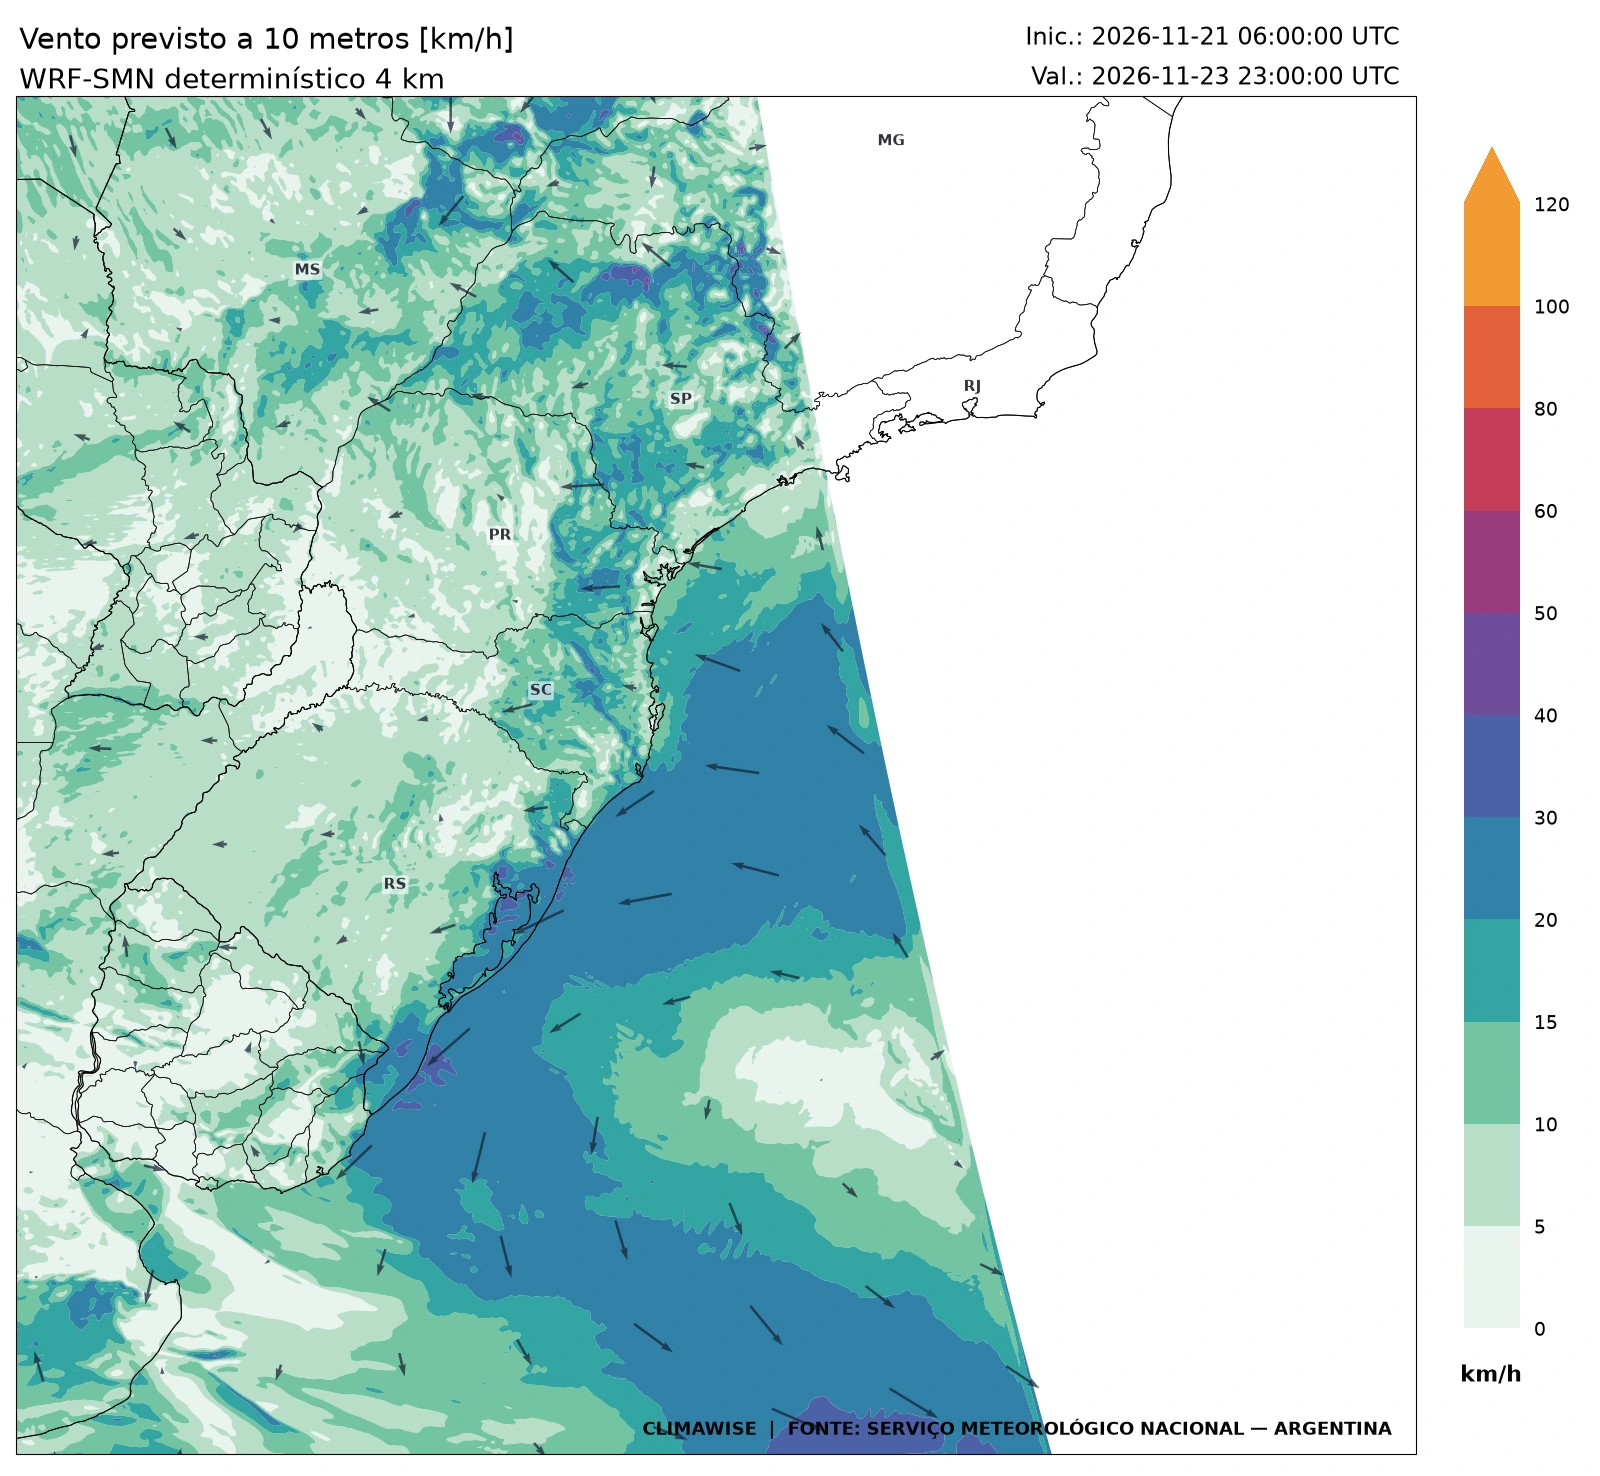 Vento previsto a 10 metros [km/h]
WRF-SMN determinístico 4 km
Inic.: 2026-11-21 06:00:00 UTC
Val.: 2026-11-23 23:00:00 UTC
MG
MS
RJ
SP
PR
SC
RS
120
100
80
60
50
40
30
20
15
10
5
0
km/h
CLIMAWISE | FONTE: SERVIÇO METEOROLÓGICO NACIONAL — ARGENTINA